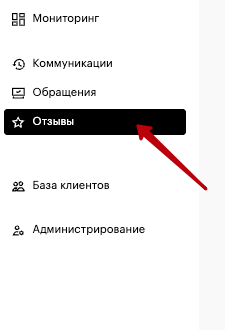 Мониторинг
Коммуникации
Обращения
Отзывы
База клиентов
Администрирование